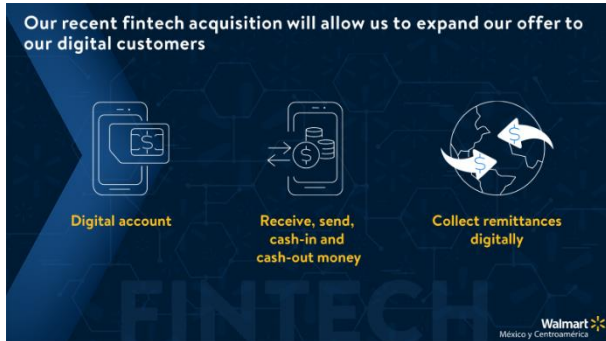 Our recent fintech acquisition will allow us to expand our offer to
our digital customers
$
$
$
$
Digital account
Receive, send,
cash-in and
cash-out money
Collect remittances
digitally
FINTECH
Walmart
México y Centroamérica